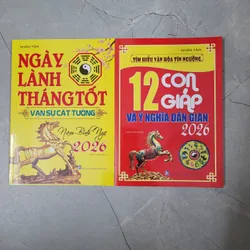 NGÀY
LÀNH
THÁNG TỐT
VẠN SỰ CÁT TƯỜNG
Năm Bính Ngọ
2026
TÌM HIỂU VĂN HÓA TÍN NGƯỠNG
12 CON
GIÁP
VÀ Ý NGHĨA DÂN GIAN
2026